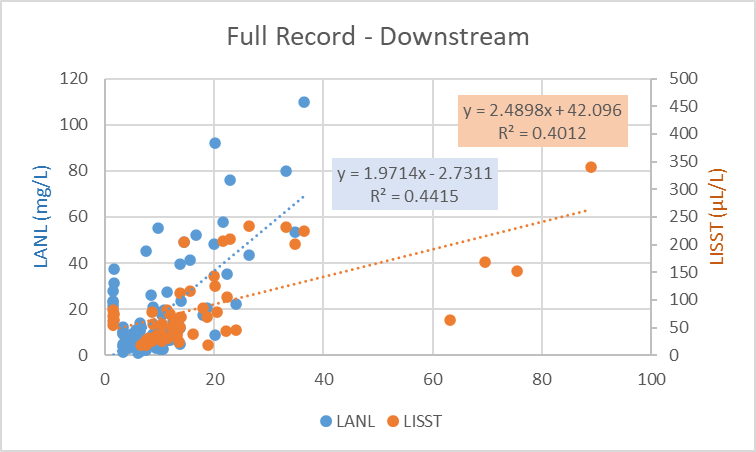 Full Record - Downstream
120
100
80
60
40
20
0
LANL (mg/L)
500
450
400
350
300
250
200
150
100
50
0
LISST (µL/L)
y = 2.4898x + 42.096
R² = 0.4012
y = 1.9714x - 2.7311
R² = 0.4415
0 20 40 60 80 100
LANL LISST